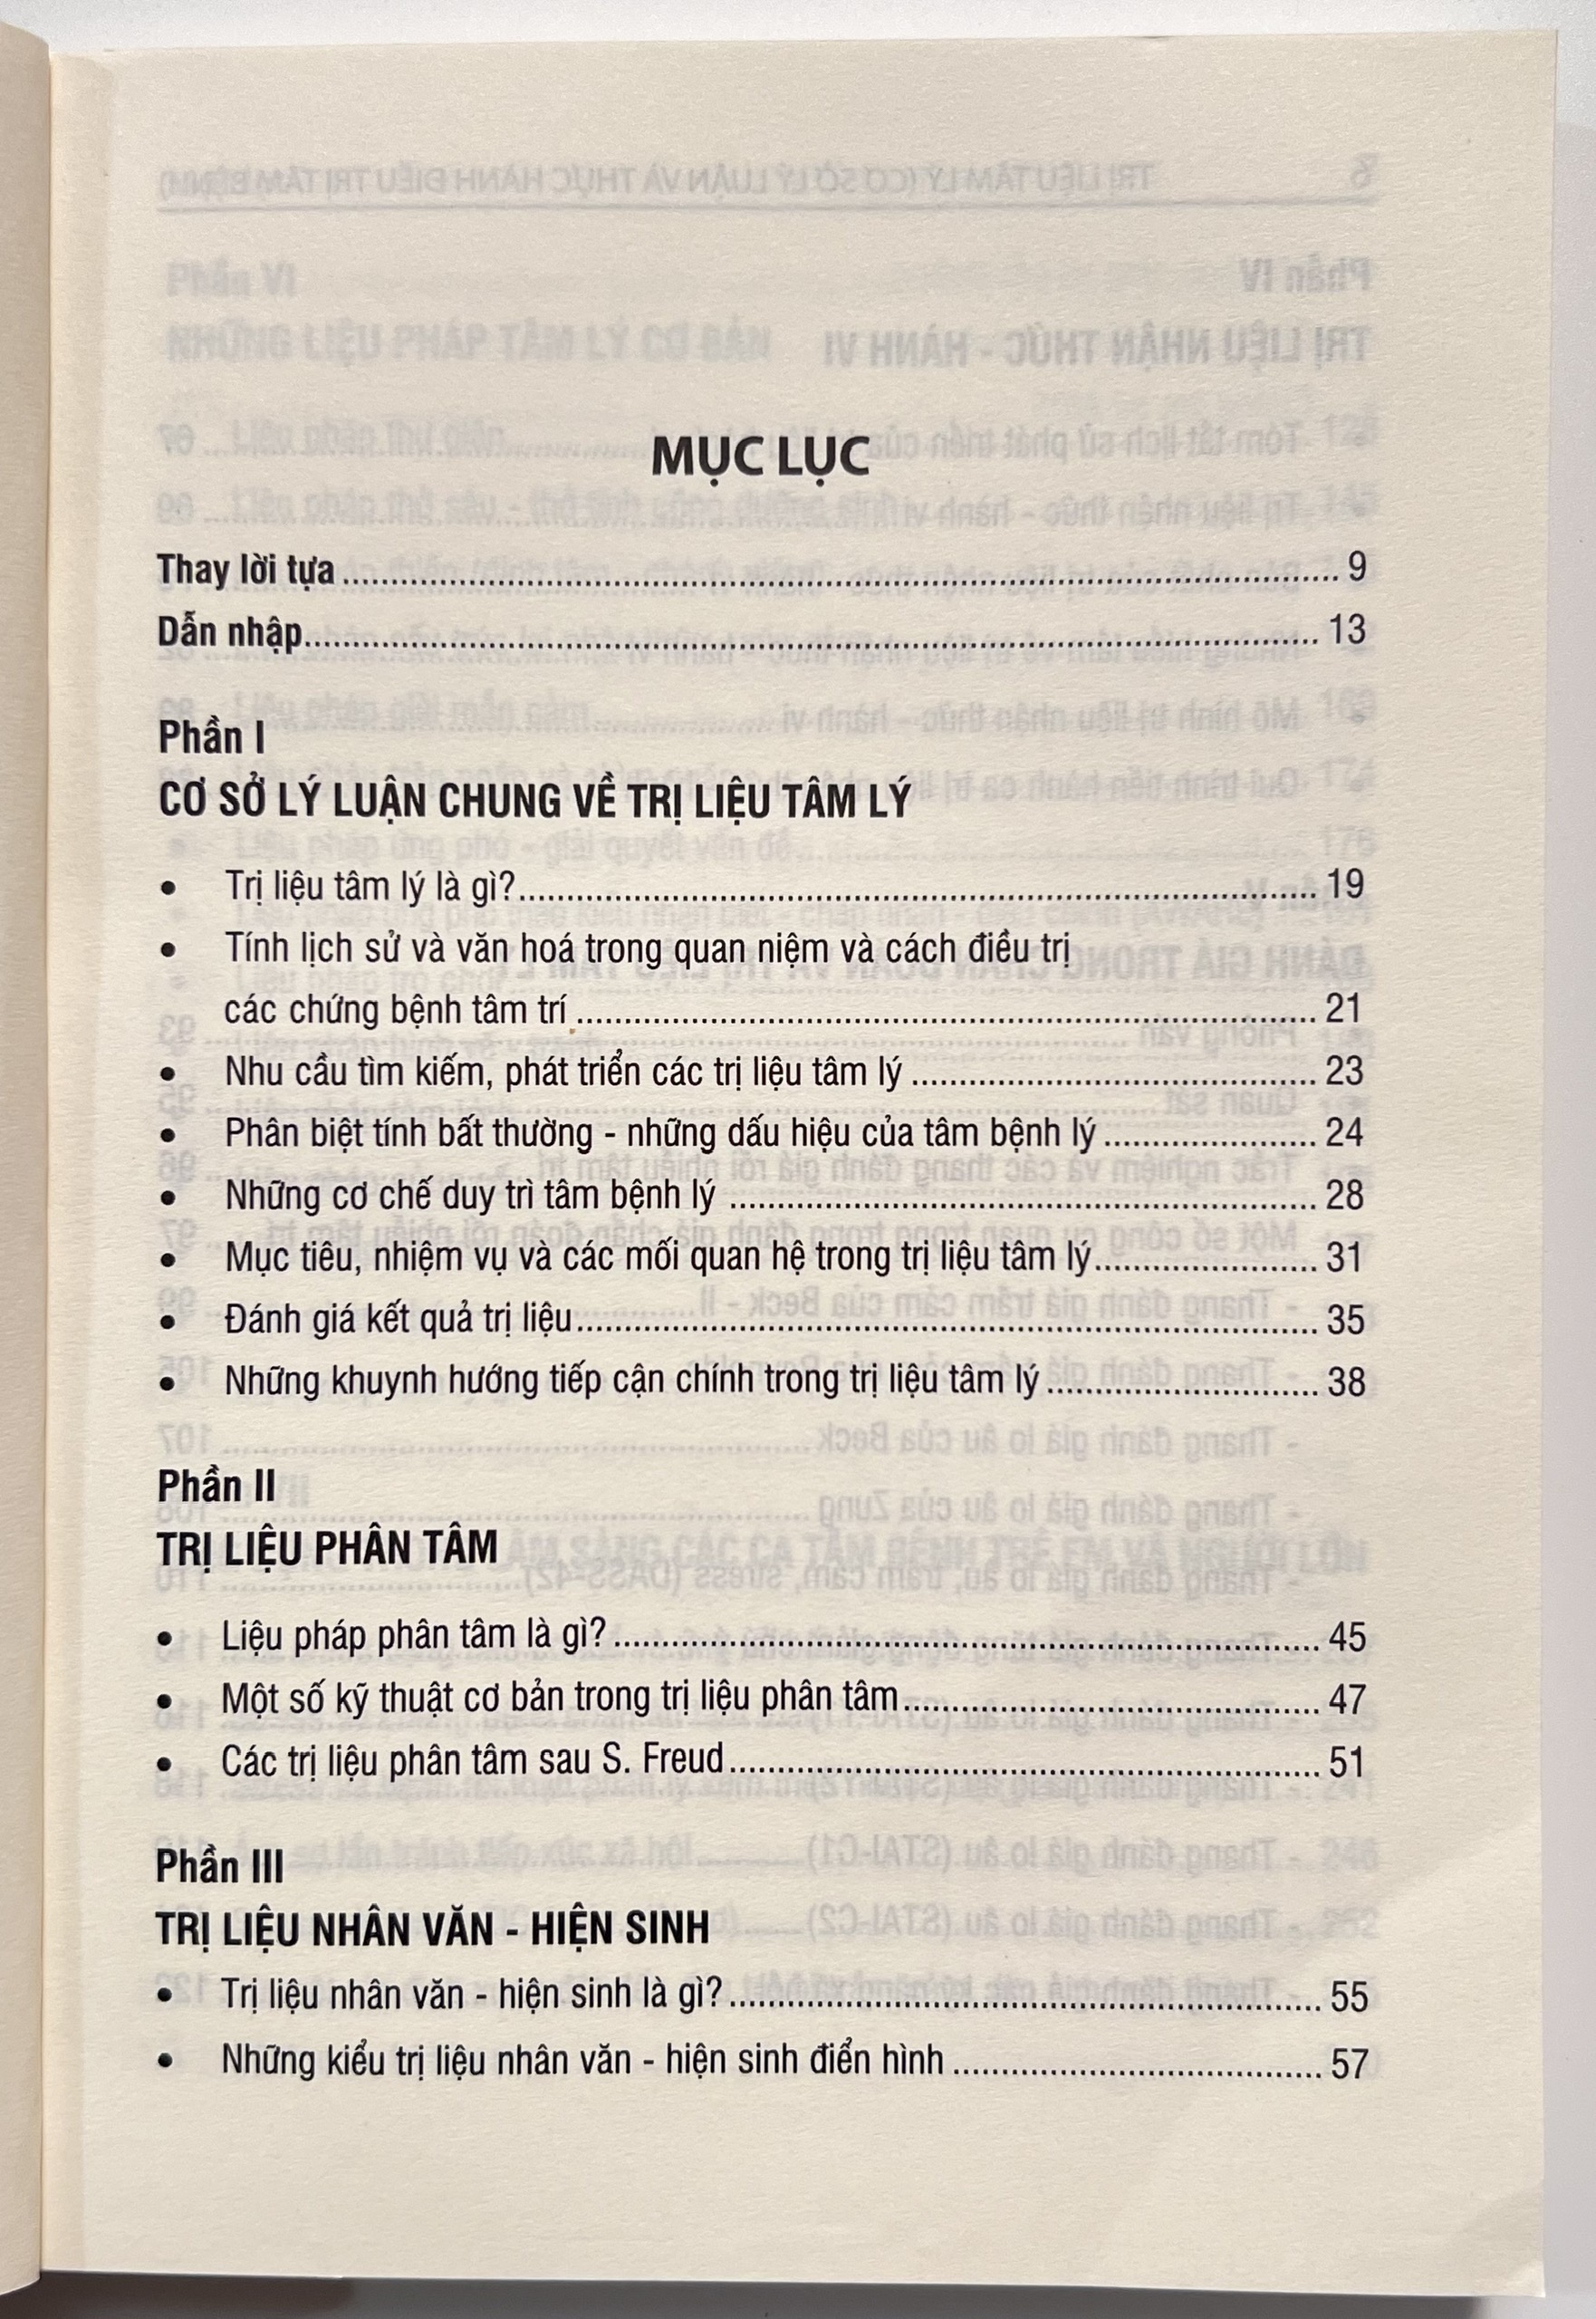 MỤC LỤC
Thay lời tựa ........ 9
Dẫn nhập ........ 13
Phần I
CƠ SỞ LÝ LUẬN CHUNG VỀ TRỊ LIỆU TÂM LÝ
• Trị liệu tâm lý là gì? ........ 19
• Tính lịch sử và văn hoá trong quan niệm và cách điều trị
các chứng bệnh tâm trí ........ 21
• Nhu cầu tìm kiếm, phát triển các trị liệu tâm lý ........ 23
• Phân biệt tính bất thường - những dấu hiệu của tâm bệnh lý ........ 24
• Những cơ chế duy trì tâm bệnh lý ........ 28
• Mục tiêu, nhiệm vụ và các mối quan hệ trong trị liệu tâm lý ........ 31
• Đánh giá kết quả trị liệu ........ 35
• Những khuynh hướng tiếp cận chính trong trị liệu tâm lý ........ 38
Phần II
TRỊ LIỆU PHÂN TÂM
• Liệu pháp phân tâm là gì? ........ 45
• Một số kỹ thuật cơ bản trong trị liệu phân tâm ........ 47
• Các trị liệu phân tâm sau S. Freud ........ 51
Phần III
TRỊ LIỆU NHÂN VĂN - HIỆN SINH
• Trị liệu nhân văn - hiện sinh là gì? ........ 55
• Những kiểu trị liệu nhân văn - hiện sinh điển hình ........ 57